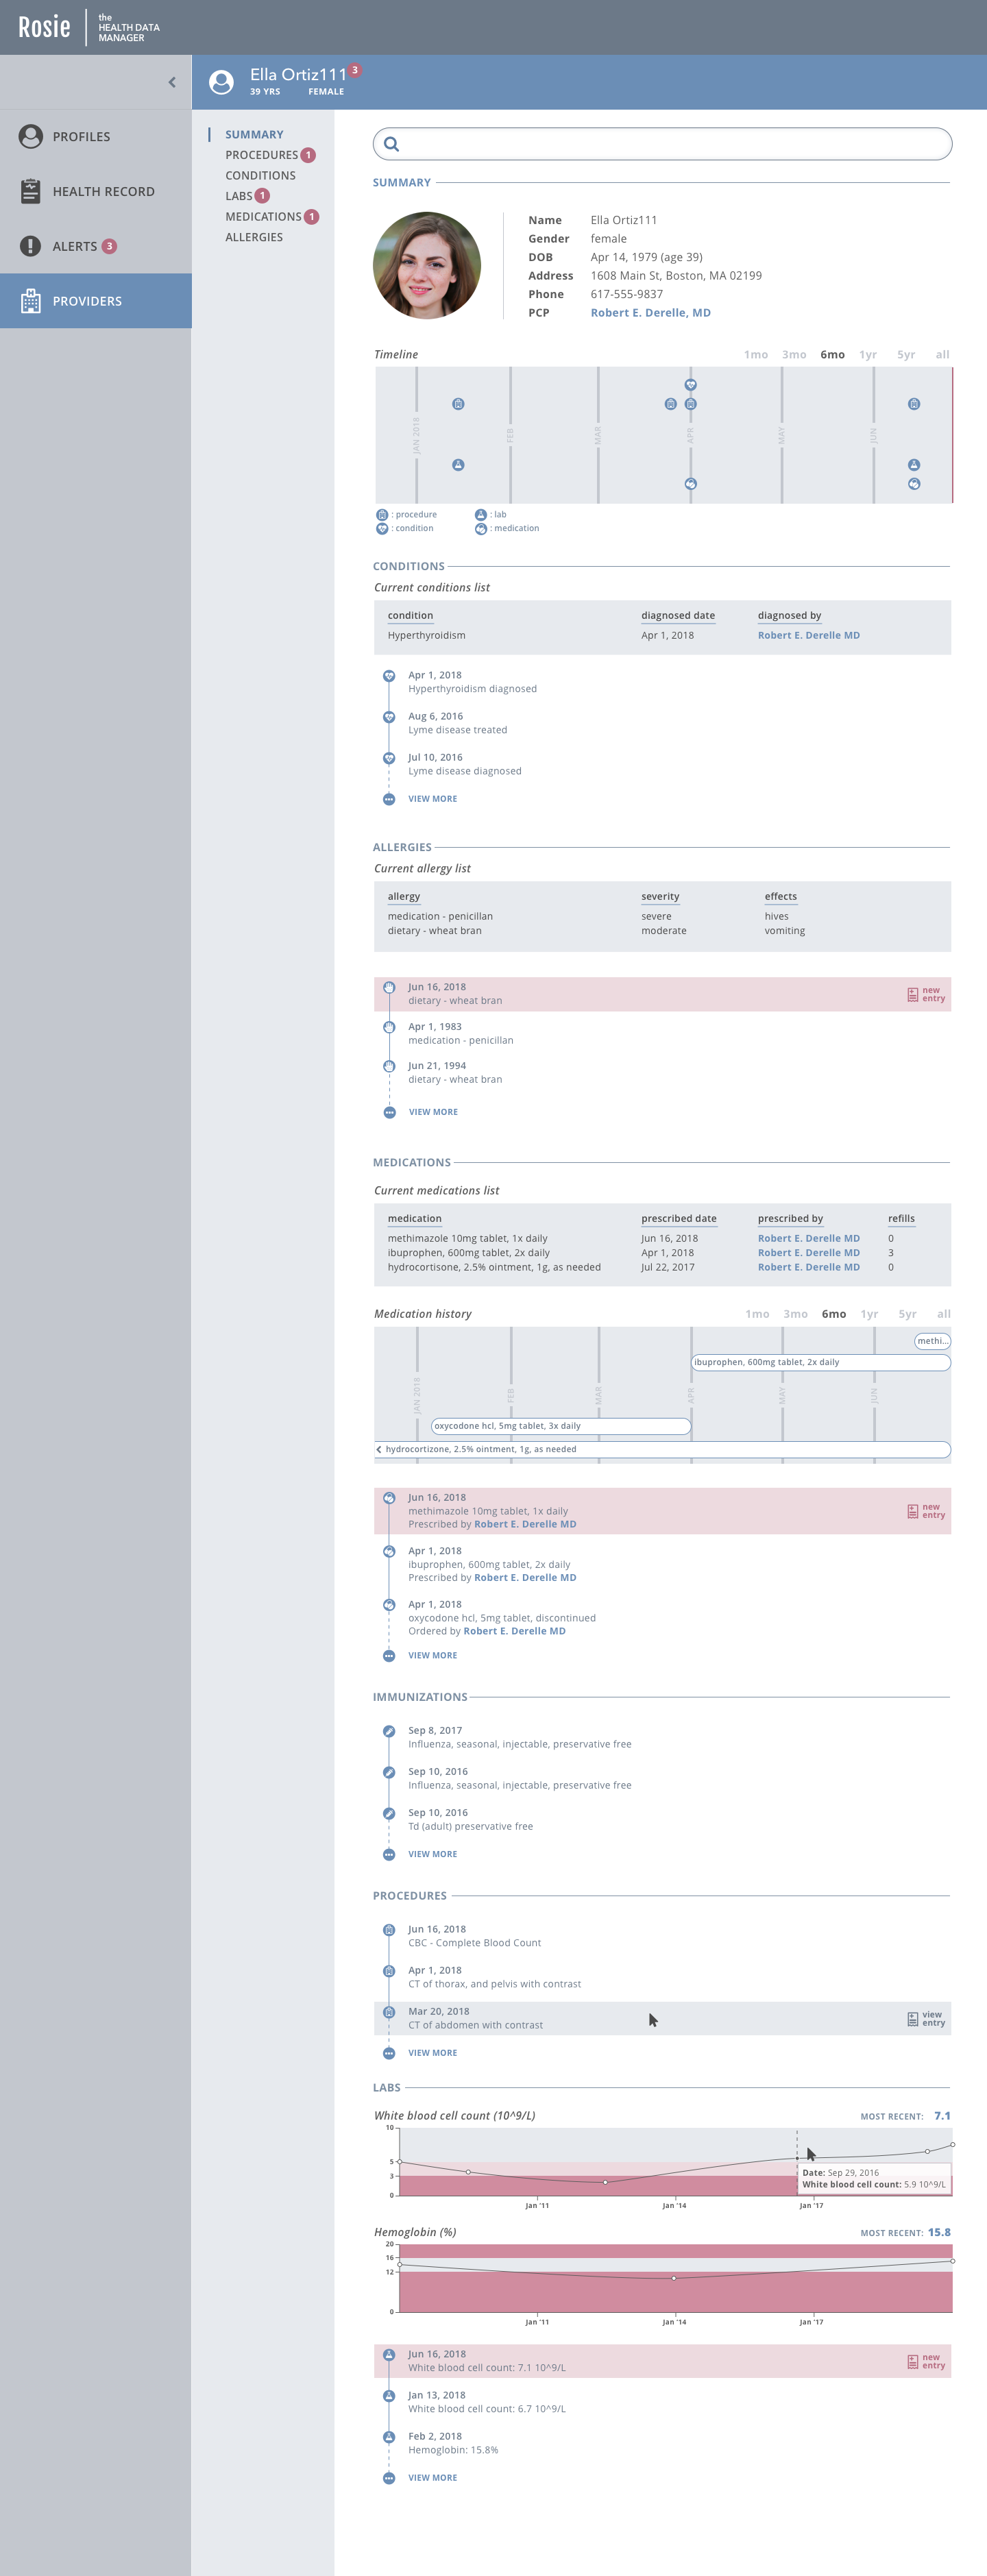 Rosie
the
HEALTH DATA
MANAGER
Ella Ortiz111 3
39 YRS FEMALE
PROFILES
HEALTH RECORD
ALERTS 3
PROVIDERS
SUMMARY
PROCEDURES 1
CONDITIONS
LABS 1
MEDICATIONS 1
ALLERGIES
SUMMARY
Name Ella Ortiz111
Gender female
DOB Apr 14, 1979 (age 39)
Address 1608 Main St, Boston, MA 02199
Phone 617-555-9837
PCP Robert E. Derelle, MD
Timeline 1mo 3mo 6mo 1yr 5yr all
JAN 2018 FEB MAR APR MAY JUN
: procedure : lab
: condition : medication
CONDITIONS
Current conditions list
condition diagnosed date diagnosed by
Hyperthyroidism Apr 1, 2018 Robert E. Derelle MD
Apr 1, 2018
Hyperthyroidism diagnosed
Aug 6, 2016
Lyme disease treated
Jul 10, 2016
Lyme disease diagnosed
VIEW MORE
ALLERGIES
Current allergy list
allergy severity effects
medication - penicillan severe hives
dietary - wheat bran moderate vomiting
Jun 16, 2018
dietary - wheat bran
new
entry
Apr 1, 1983
medication - penicillan
Jun 21, 1994
dietary - wheat bran
VIEW MORE
MEDICATIONS
Current medications list
medication prescribed date prescribed by refills
methimazole 10mg tablet, 1x daily Jun 16, 2018 Robert E. Derelle MD 0
ibuprophen, 600mg tablet, 2x daily Apr 1, 2018 Robert E. Derelle MD 3
hydrocortisone, 2.5% ointment, 1g, as needed Jul 22, 2017 Robert E. Derelle MD 0
Medication history 1mo 3mo 6mo 1yr 5yr all
methi...
ibuprophen, 600mg tablet, 2x daily
JAN 2018 FEB MAR APR MAY JUN
oxycodone hcl, 5mg tablet, 3x daily
hydrocortizone, 2.5% ointment, 1g, as needed
Jun 16, 2018
methimazole 10mg tablet, 1x daily
Prescribed by Robert E. Derelle MD
new
entry
Apr 1, 2018
ibuprophen, 600mg tablet, 2x daily
Prescribed by Robert E. Derelle MD
Apr 1, 2018
oxycodone hcl, 5mg tablet, discontinued
Ordered by Robert E. Derelle MD
VIEW MORE
IMMUNIZATIONS
Sep 8, 2017
Influenza, seasonal, injectable, preservative free
Sep 10, 2016
Influenza, seasonal, injectable, preservative free
Sep 10, 2016
Td (adult) preservative free
VIEW MORE
PROCEDURES
Jun 16, 2018
CBC - Complete Blood Count
Apr 1, 2018
CT of thorax, and pelvis with contrast
Mar 20, 2018
CT of abdomen with contrast
view
entry
VIEW MORE
LABS
White blood cell count (10^9/L) MOST RECENT: 7.1
10
5
3
0
Date: Sep 29, 2016
White blood cell count: 5.9 10^9/L
Jan '11 Jan '14 Jan '17
Hemoglobin (%) MOST RECENT: 15.8
20
16
12
0
Jan '11 Jan '14 Jan '17
Jun 16, 2018
White blood cell count: 7.1 10^9/L
new
entry
Jan 13, 2018
White blood cell count: 6.7 10^9/L
Feb 2, 2018
Hemoglobin: 15.8%
VIEW MORE